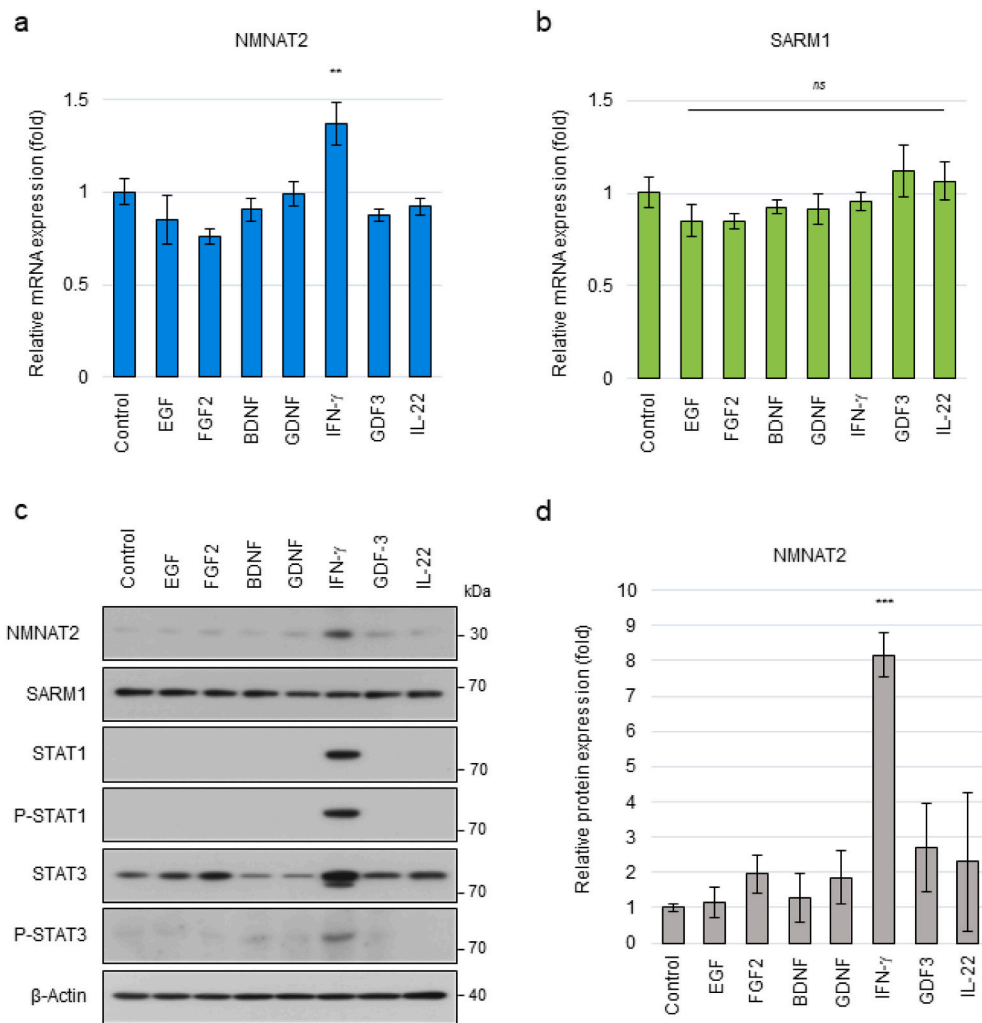 a
NMNAT2
**
Relative mRNA expression (fold)
1.5
1
0.5
0
Control
EGF
FGF2
BDNF
GDNF
IFN-γ
GDF3
IL-22
b
SARM1
ns
Relative mRNA expression (fold)
1.5
1
0.5
0
Control
EGF
FGF2
BDNF
GDNF
IFN-γ
GDF3
IL-22
c
Control
EGF
FGF2
BDNF
GDNF
IFN-γ
GDF-3
IL-22
kDa
NMNAT2
30
SARM1
70
STAT1
70
P-STAT1
70
STAT3
70
P-STAT3
70
β-Actin
40
d
NMNAT2
***
Relative protein expression (fold)
10
9
8
7
6
5
4
3
2
1
0
Control
EGF
FGF2
BDNF
GDNF
IFN-γ
GDF3
IL-22